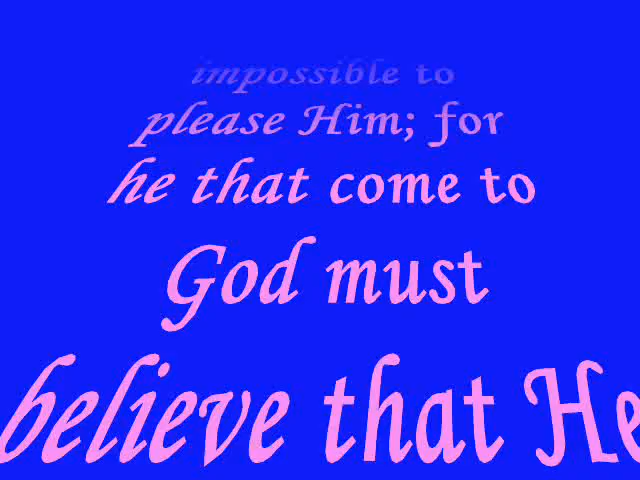 impossible to
please Him; for
he that come to
God must
believe that He